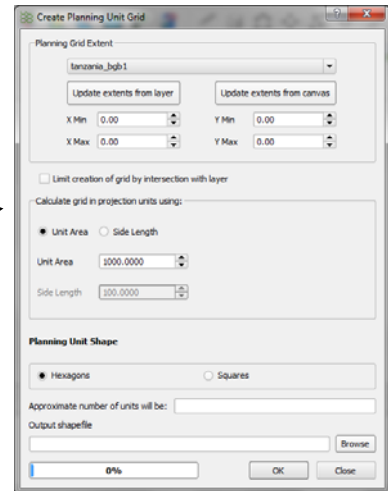 Create Planning Unit Grid
Planning Grid Extent
tanzania_bgb1
Update extents from layer Update extents from canvas
X Min 0.00 Y Min 0.00
X Max 0.00 Y Max 0.00
Limit creation of grid by intersection with layer
Calculate grid in projection units using:
Unit Area Side Length
Unit Area 1000.0000
Side Length 100.0000
Planning Unit Shape
Hexagons Squares
Approximate number of units will be:
Output shapefile
Browse
0% OK Close